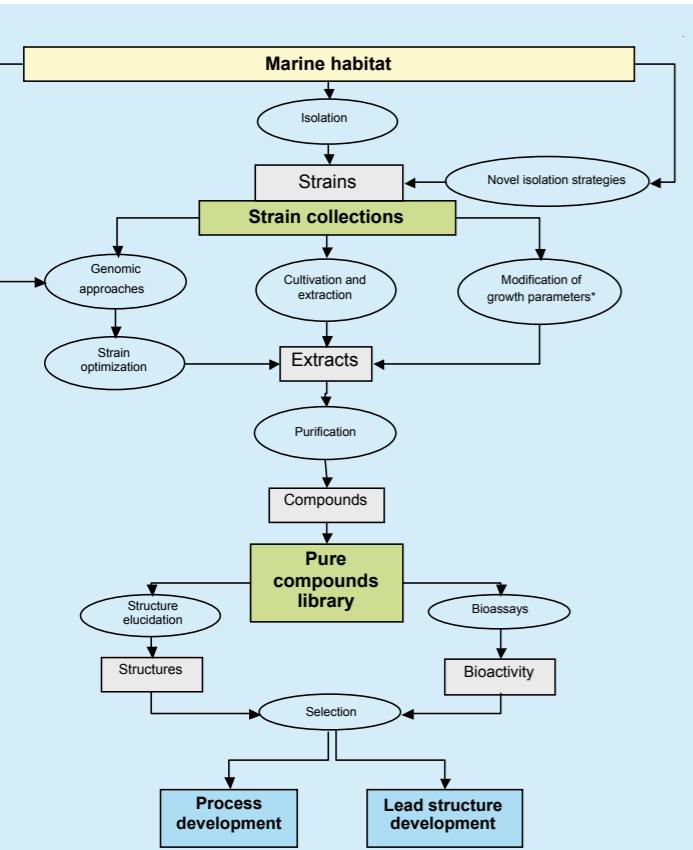 Marine habitat
Isolation
Strains
Novel isolation strategies
Strain collections
Genomic
approaches
Cultivation and
extraction
Modification of
growth parameters*
Strain
optimization
Extracts
Purification
Compounds
Pure
compounds
library
Structure
elucidation
Bioassays
Structures
Bioactivity
Selection
Process
development
Lead structure
development